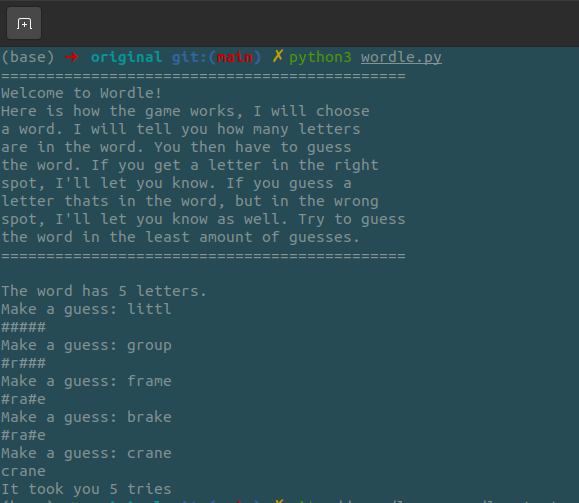 (base) → original git:(main) ✗ python3 wordle.py
=============================================
Welcome to Wordle!
Here is how the game works, I will choose
a word. I will tell you how many letters
are in the word. You then have to guess
the word. If you get a letter in the right
spot, I'll let you know. If you guess a
letter thats in the word, but in the wrong
spot, I'll let you know as well. Try to guess
the word in the least amount of guesses.
=============================================
The word has 5 letters.
Make a guess: littl
#####
Make a guess: group
#r###
Make a guess: frame
#ra#e
Make a guess: brake
#ra#e
Make a guess: crane
crane
It took you 5 tries